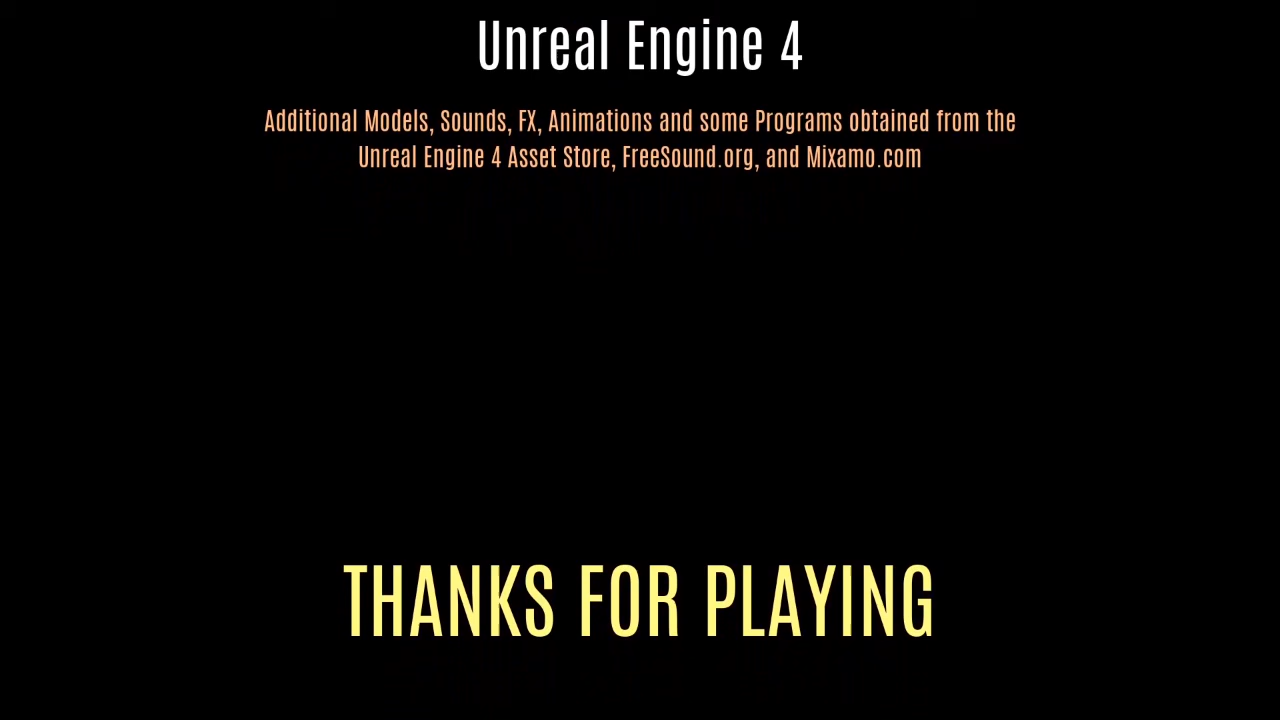 Unreal Engine 4
Additional Models, Sounds, FX, Animations and some Programs obtained from the
Unreal Engine 4 Asset Store, FreeSound.org, and Mixamo.com
THANKS FOR PLAYING